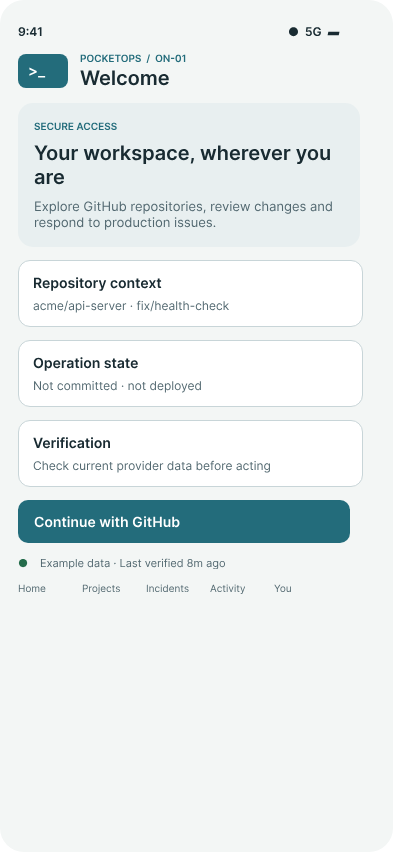 9:41
5G
>_
POCKETOPS / ON-01
Welcome
SECURE ACCESS
Your workspace, wherever you
are
Explore GitHub repositories, review changes and
respond to production issues.
Repository context
acme/api-server · fix/health-check
Operation state
Not committed · not deployed
Verification
Check current provider data before acting
Continue with GitHub
Example data · Last verified 8m ago
Home Projects Incidents Activity You